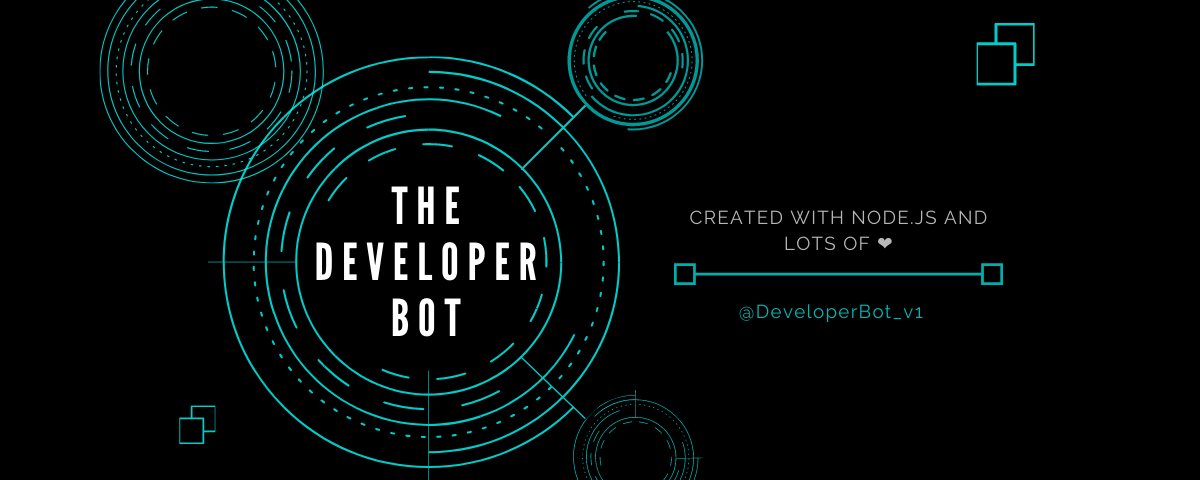 THE
DEVELOPER
BOT
CREATED WITH NODE.JS AND
LOTS OF ❤
@DeveloperBot_v1